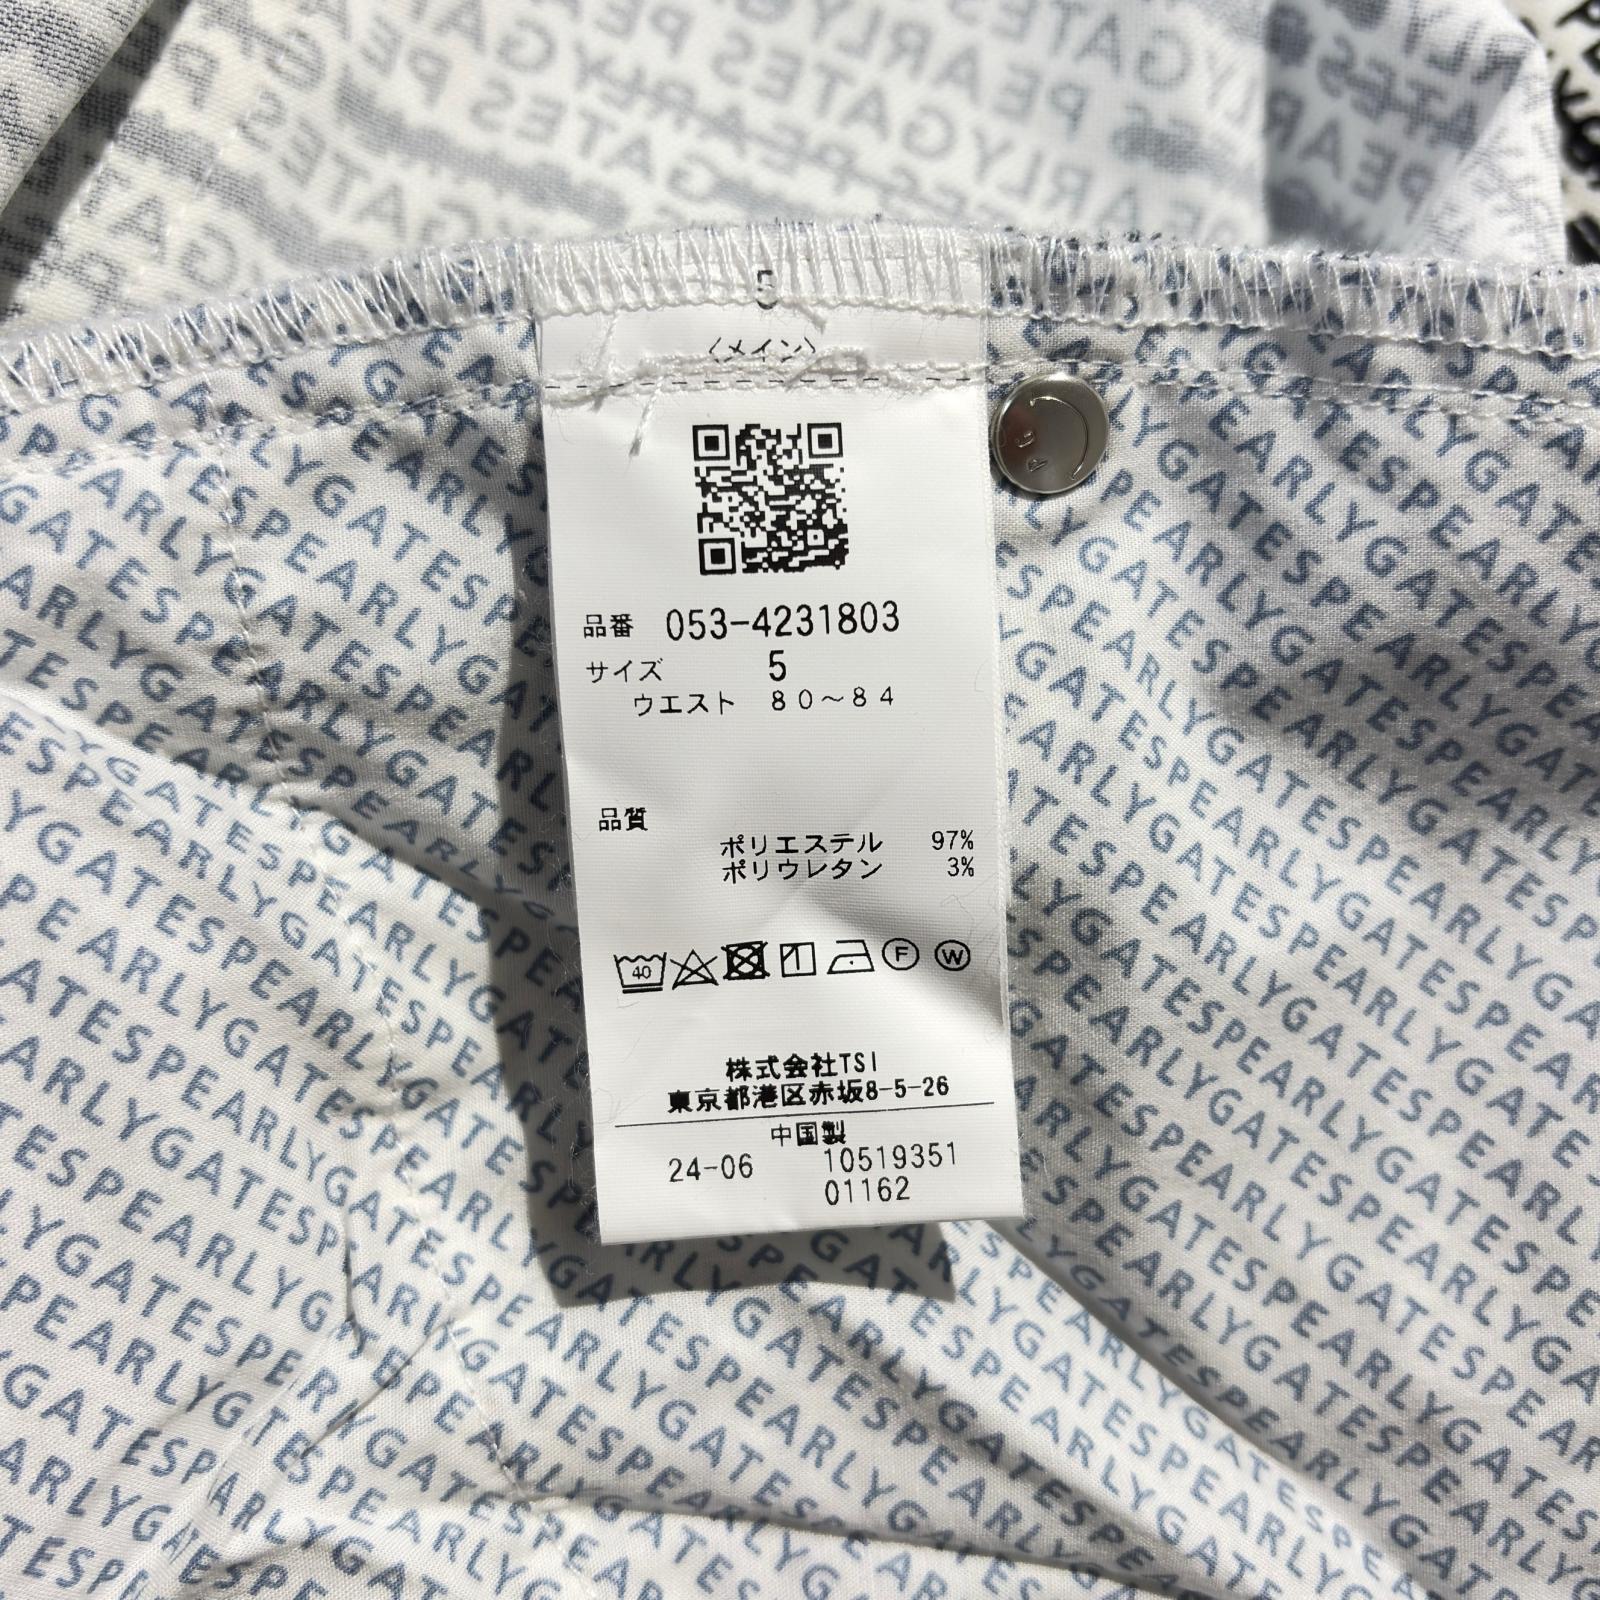 5
〈メイン〉
PG
品番 053-4231803
サイズ 5
ウエスト 80～84
品質
ポリエステル 97%
ポリウレタン 3%
40
F W
株式会社TSI
東京都港区赤坂8-5-26
中国製
24-06 10519351
01162
PEARLYGATES